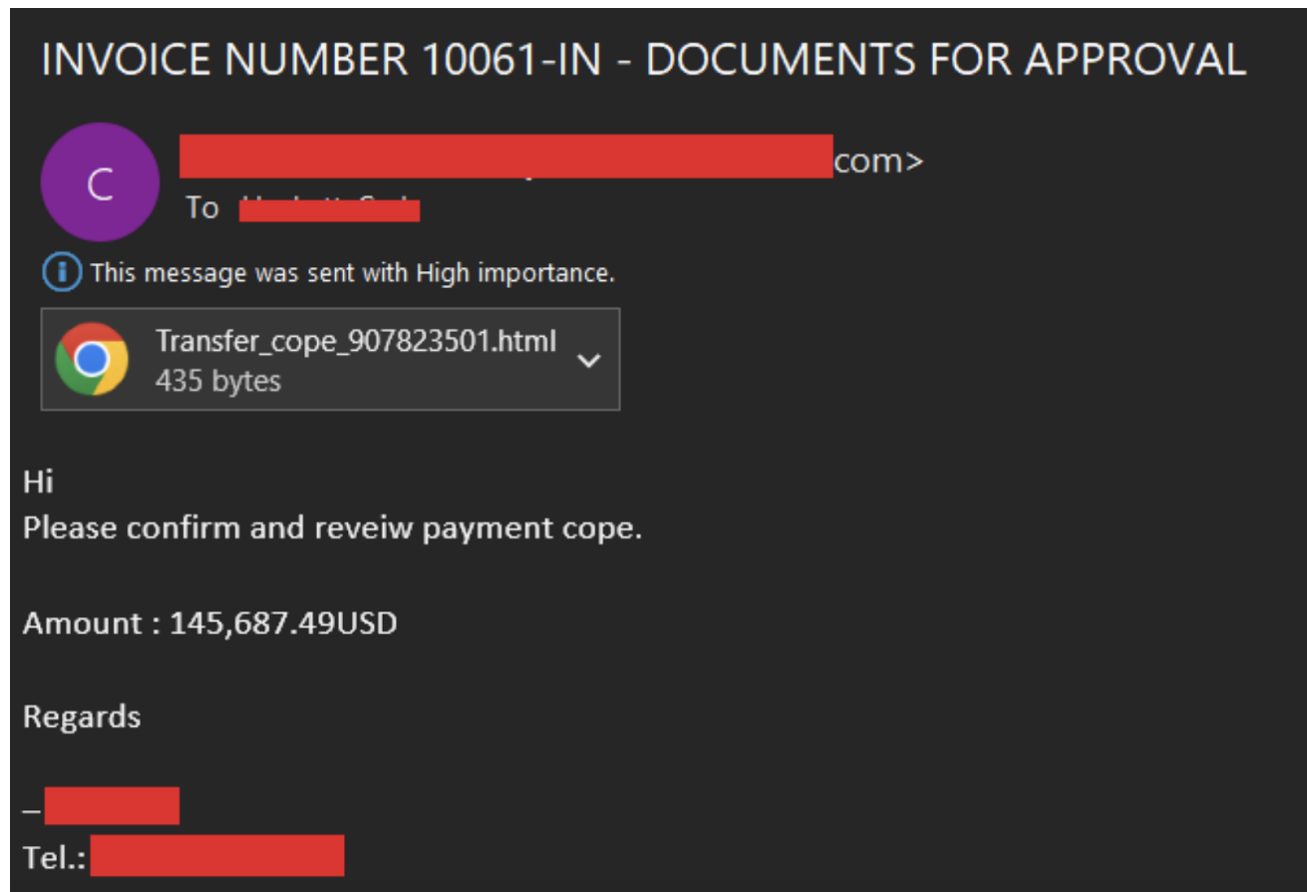 INVOICE NUMBER 10061-IN - DOCUMENTS FOR APPROVAL
C
com>
To
This message was sent with High importance.
Transfer_cope_907823501.html
435 bytes
Hi
Please confirm and reveiw payment cope.
Amount : 145,687.49USD
Regards
–
Tel.: